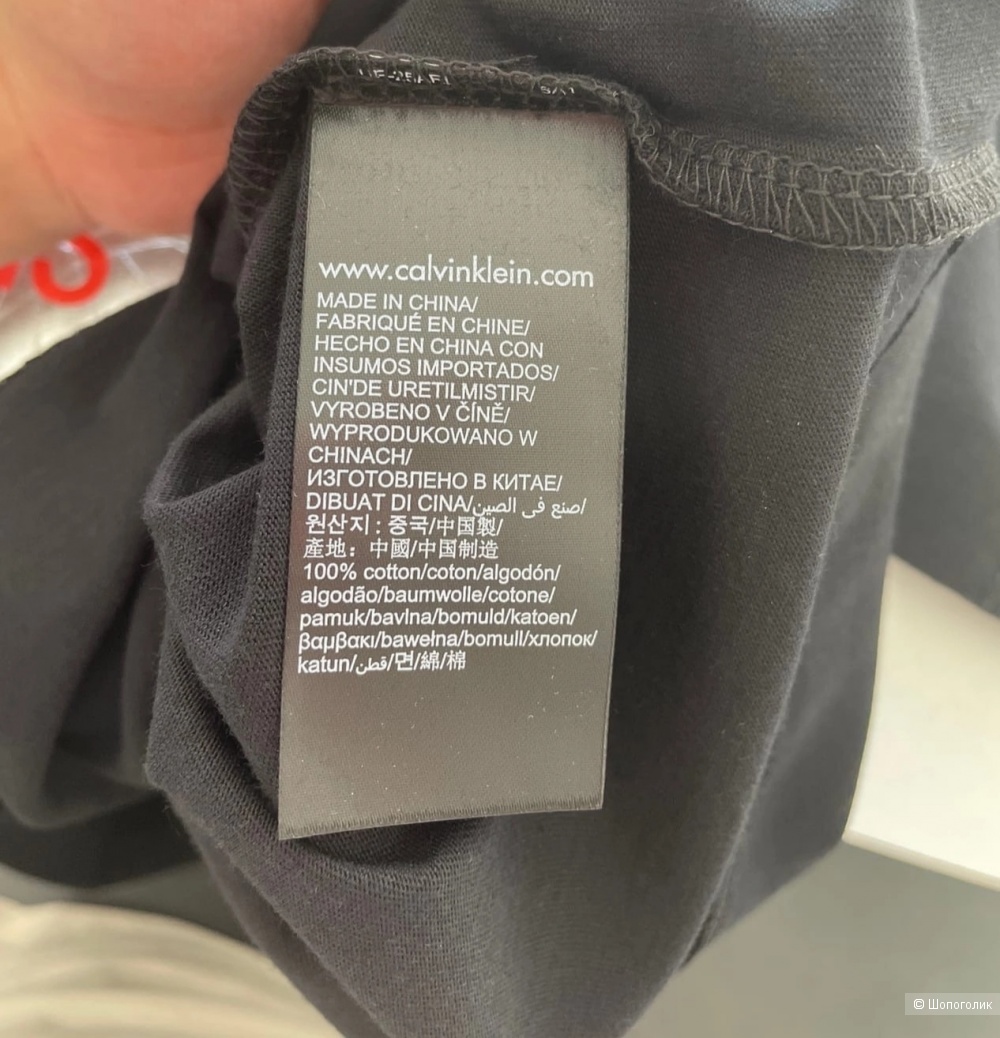 www.calvinklein.com
MADE IN CHINA/
FABRIQUÉ EN CHINE/
HECHO EN CHINA CON
INSUMOS IMPORTADOS/
CIN'DE URETILMISTIR/
VYROBENO V ČÍNĚ/
WYPRODUKOWANO W
CHINACH/
ИЗГОТОВЛЕНО В КИТАЕ/
DIBUAT DI CINA/صنع فى الصين/
원산지 : 중국/中国製/
產地：中國/中国制造
100% cotton/coton/algodón/
algodão/baumwolle/cotone/
pamuk/bavlna/bomuld/katoen/
βαμβακι/bawełna/bomull/хлопок/
katun/قطن/면/綿/棉
© Шопоголик